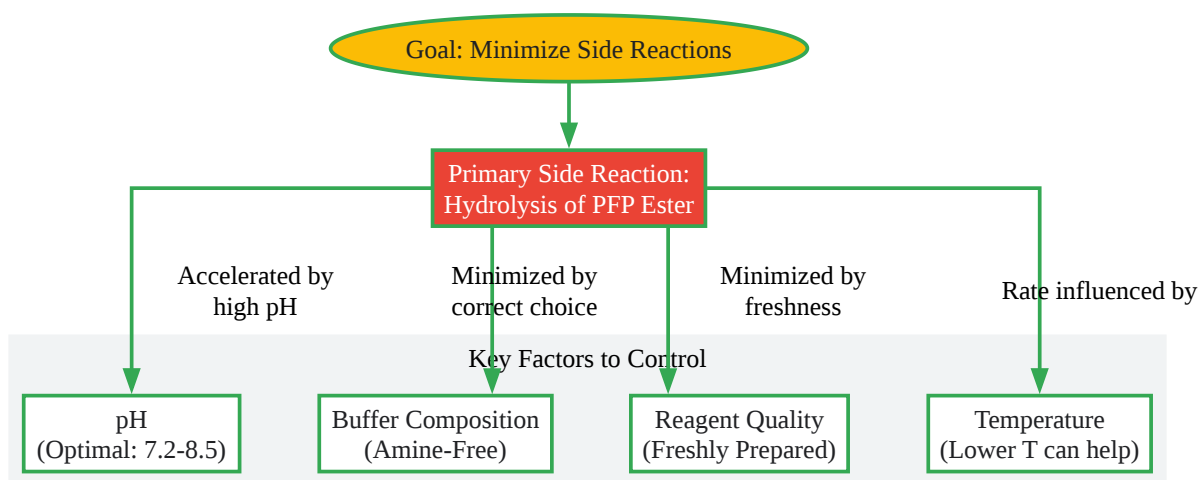 Goal: Minimize Side Reactions
Primary Side Reaction:
Hydrolysis of PFP Ester
Accelerated by
high pH
Minimized by
correct choice
Minimized by
freshness
Rate influenced by
Key Factors to Control
pH
(Optimal: 7.2-8.5)
Buffer Composition
(Amine-Free)
Reagent Quality
(Freshly Prepared)
Temperature
(Lower T can help)